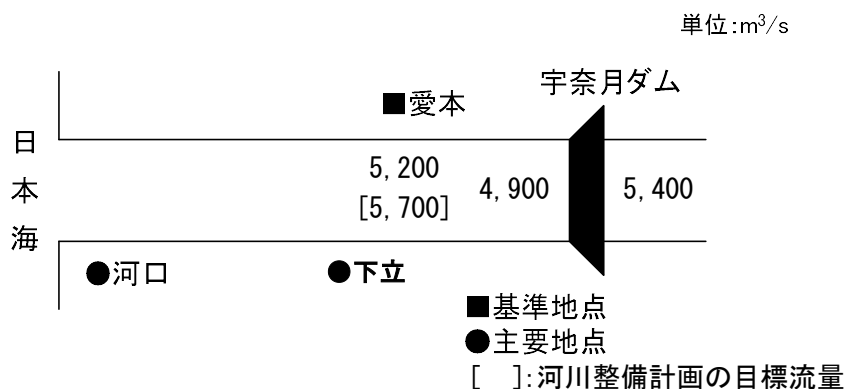 単位:m³/s
宇奈月ダム
■愛本
日本海
5,200
[5,700]
4,900
5,400
●河口
●下立
■基準地点
●主要地点
[ ]:河川整備計画の目標流量